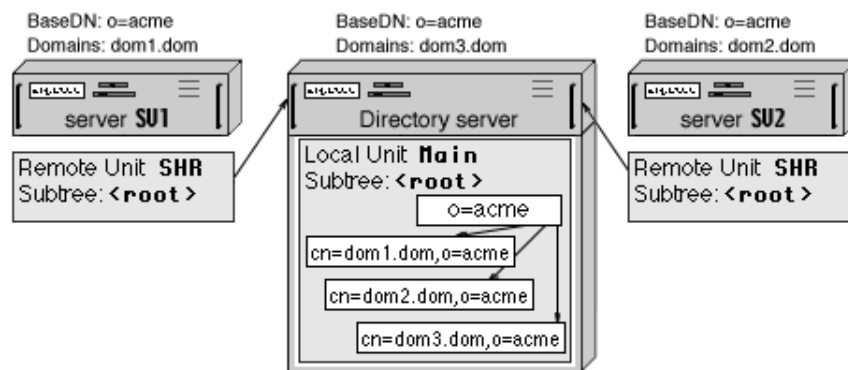 BaseDN: o=acme
Domains: dom1.dom
BaseDN: o=acme
Domains: dom3.dom
BaseDN: o=acme
Domains: dom2.dom
server SU1
Directory server
server SU2
Remote Unit SHR
Subtree: <root>
Local Unit Main
Subtree: <root>
o=acme
cn=dom1.dom,o=acme
cn=dom2.dom,o=acme
cn=dom3.dom,o=acme
Remote Unit SHR
Subtree: <root>